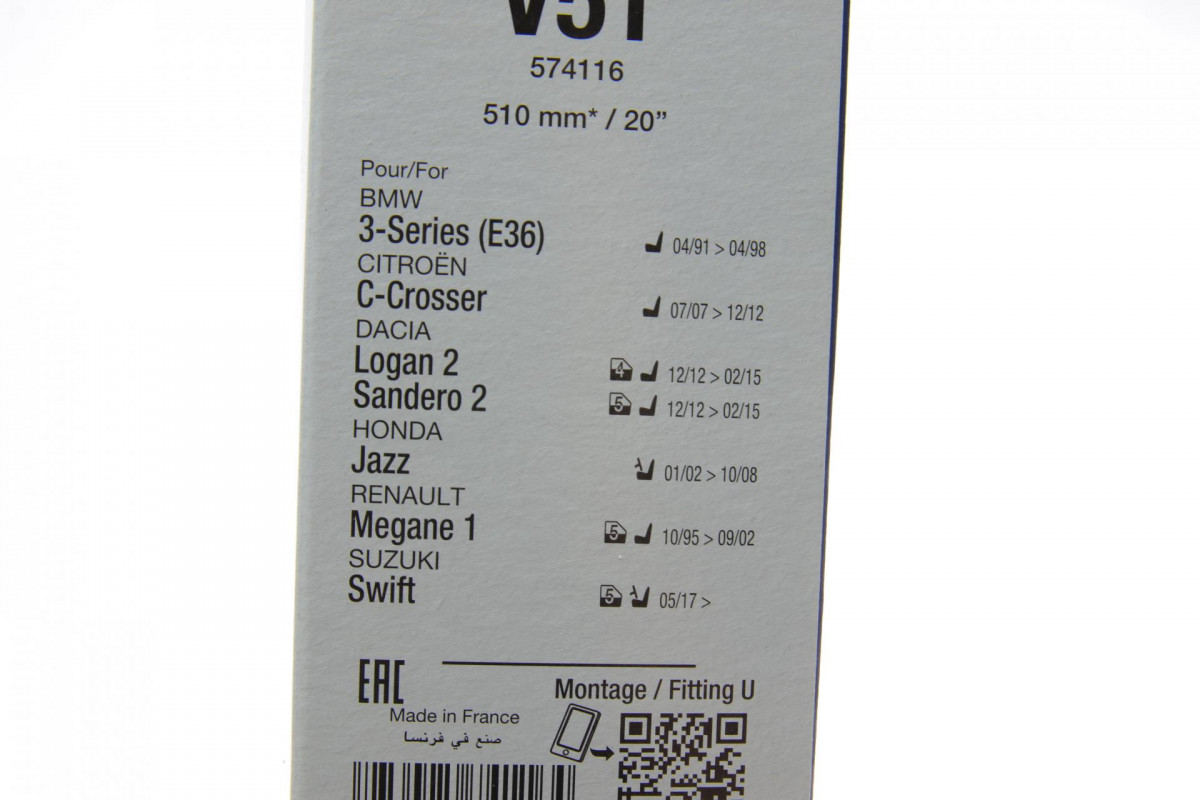 V51
574116
510 mm* / 20”
Pour/For
BMW
3-Series (E36) 04/91 > 04/98
CITROËN
C-Crosser 07/07 > 12/12
DACIA
Logan 2 4 12/12 > 02/15
Sandero 2 5 12/12 > 02/15
HONDA
Jazz 01/02 > 10/08
RENAULT
Megane 1 5 10/95 > 09/02
SUZUKI
Swift 5 05/17 >
EAC
Montage / Fitting U
Made in France
صنع في فرنسا